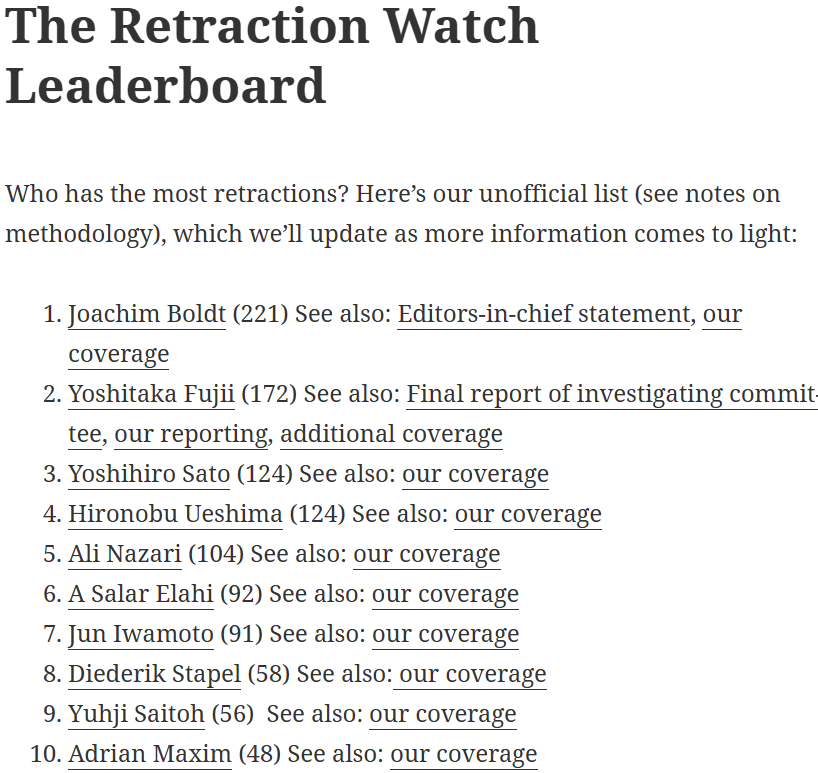 The Retraction Watch
Leaderboard
Who has the most retractions? Here’s our unofficial list (see notes on
methodology), which we’ll update as more information comes to light:
1. Joachim Boldt (221) See also: Editors-in-chief statement, our
coverage
2. Yoshitaka Fujii (172) See also: Final report of investigating commit-
tee, our reporting, additional coverage
3. Yoshihiro Sato (124) See also: our coverage
4. Hironobu Ueshima (124) See also: our coverage
5. Ali Nazari (104) See also: our coverage
6. A Salar Elahi (92) See also: our coverage
7. Jun Iwamoto (91) See also: our coverage
8. Diederik Stapel (58) See also: our coverage
9. Yuhji Saitoh (56)  See also: our coverage
10. Adrian Maxim (48) See also: our coverage